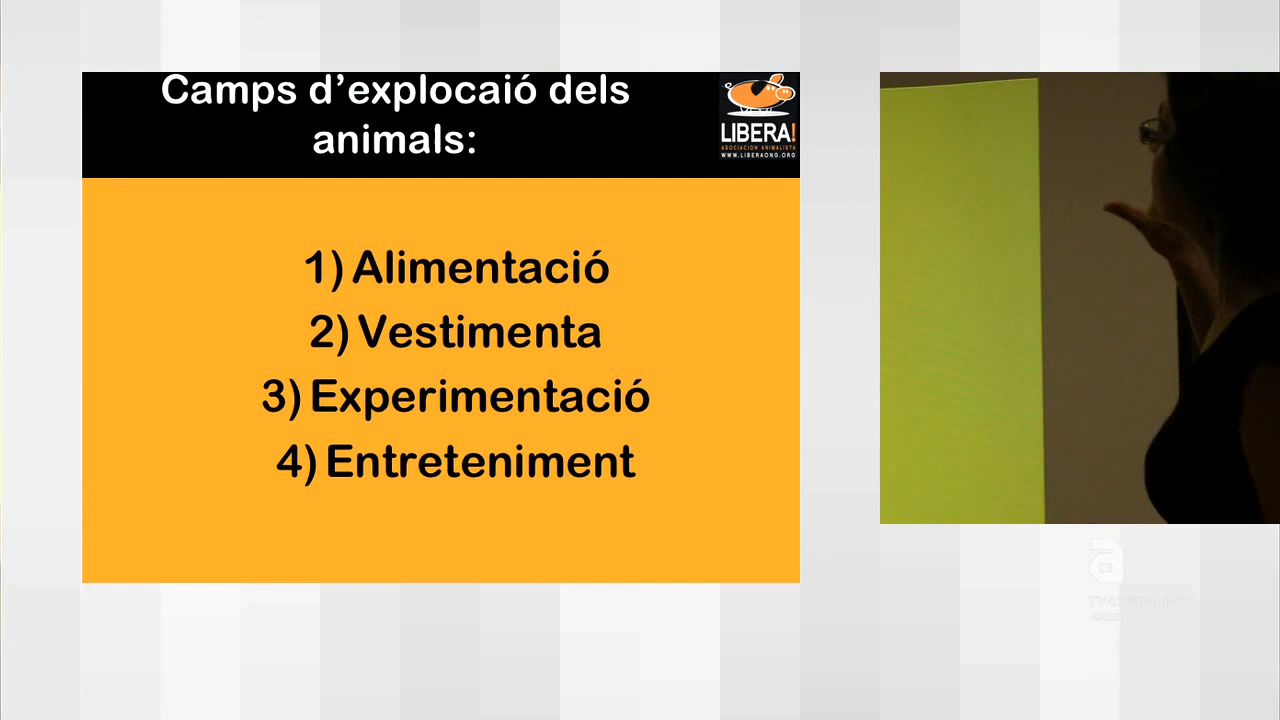 Camps d’explocaió dels
animals:
LIBERA!
ASOCIACION ANIMALISTA
WWW.LIBERAONG.ORG
1) Alimentació
2) Vestimenta
3) Experimentació
4) Entreteniment
a